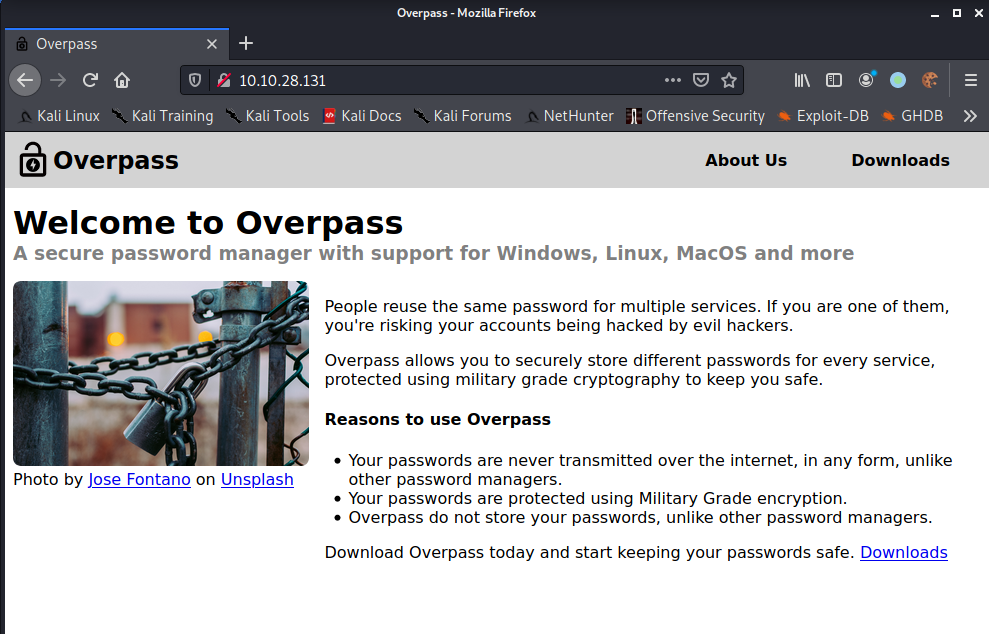 Overpass - Mozilla Firefox
Overpass
10.10.28.131
Kali Linux Kali Training Kali Tools Kali Docs Kali Forums NetHunter Offensive Security Exploit-DB GHDB
Overpass About Us Downloads
Welcome to Overpass
A secure password manager with support for Windows, Linux, MacOS and more
People reuse the same password for multiple services. If you are one of them,
you're risking your accounts being hacked by evil hackers.
Overpass allows you to securely store different passwords for every service,
protected using military grade cryptography to keep you safe.
Reasons to use Overpass
• Your passwords are never transmitted over the internet, in any form, unlike
other password managers.
• Your passwords are protected using Military Grade encryption.
• Overpass do not store your passwords, unlike other password managers.
Download Overpass today and start keeping your passwords safe. Downloads
Photo by Jose Fontano on Unsplash